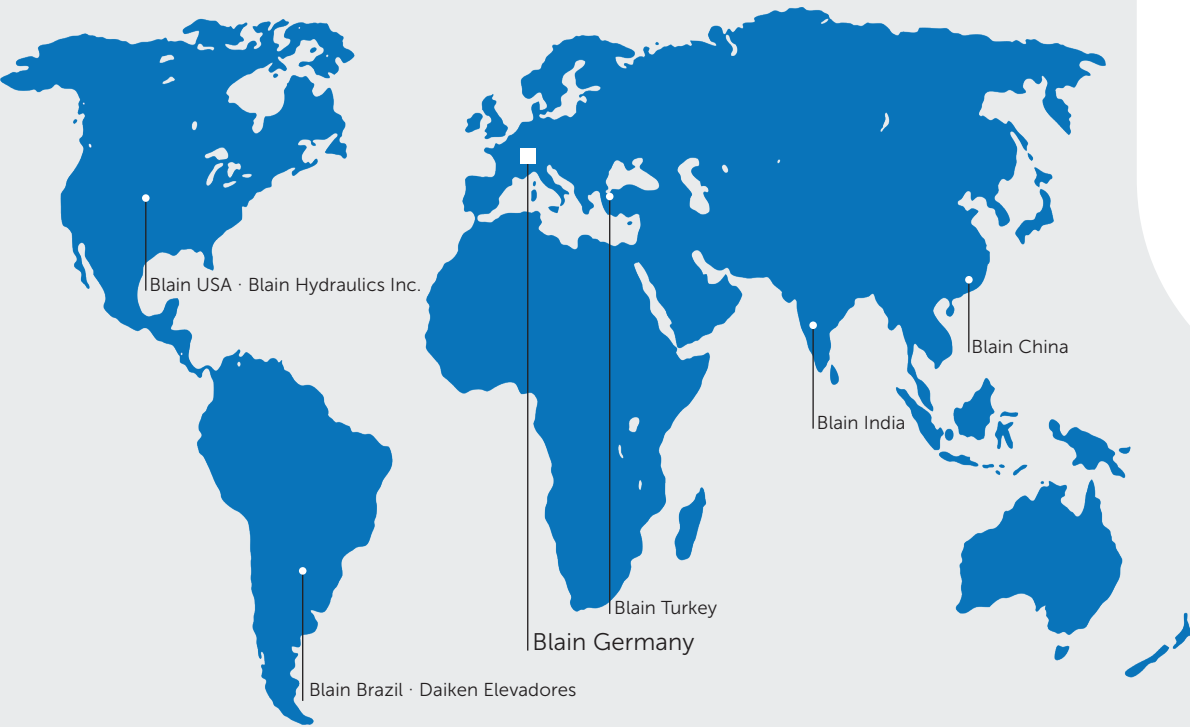 Blain USA · Blain Hydraulics Inc.
Blain China
Blain India
Blain Turkey
Blain Germany
Blain Brazil · Daiken Elevadores